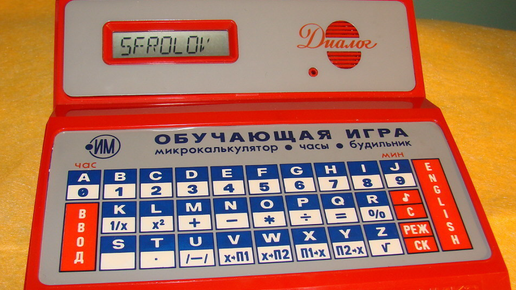 SFROLOV
Диалог
ИМ
ОБУЧАЮЩАЯ ИГРА
микрокалькулятор • часы • будильник
час мин
A B C D E F G H I J
0 1 2 3 4 5 6 7 8 9
ВВОД
K L M N O P Q R ♪
1/x x² + - * ÷ = % C
S T U V W X Y Z РЕЖ
. /—/ x→П1 x→П2 П1→x П2→x √ СК
ENGLISH